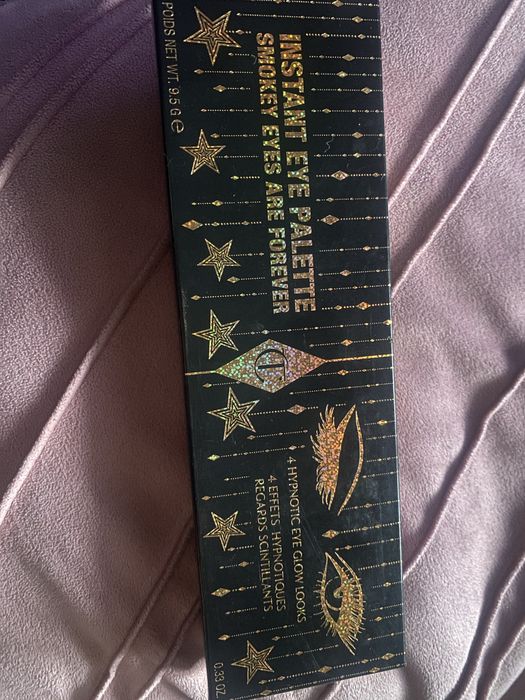 INSTANT EYE PALETTE
SMOKEY EYES ARE FOREVER
CT
4 HYPNOTIC EYE GLOW LOOKS
4 EFFETS HYPNOTIQUES
REGARDS SCINTILLANTS
POIDS NET WT. 9.5 G ℮
0.33 OZ.